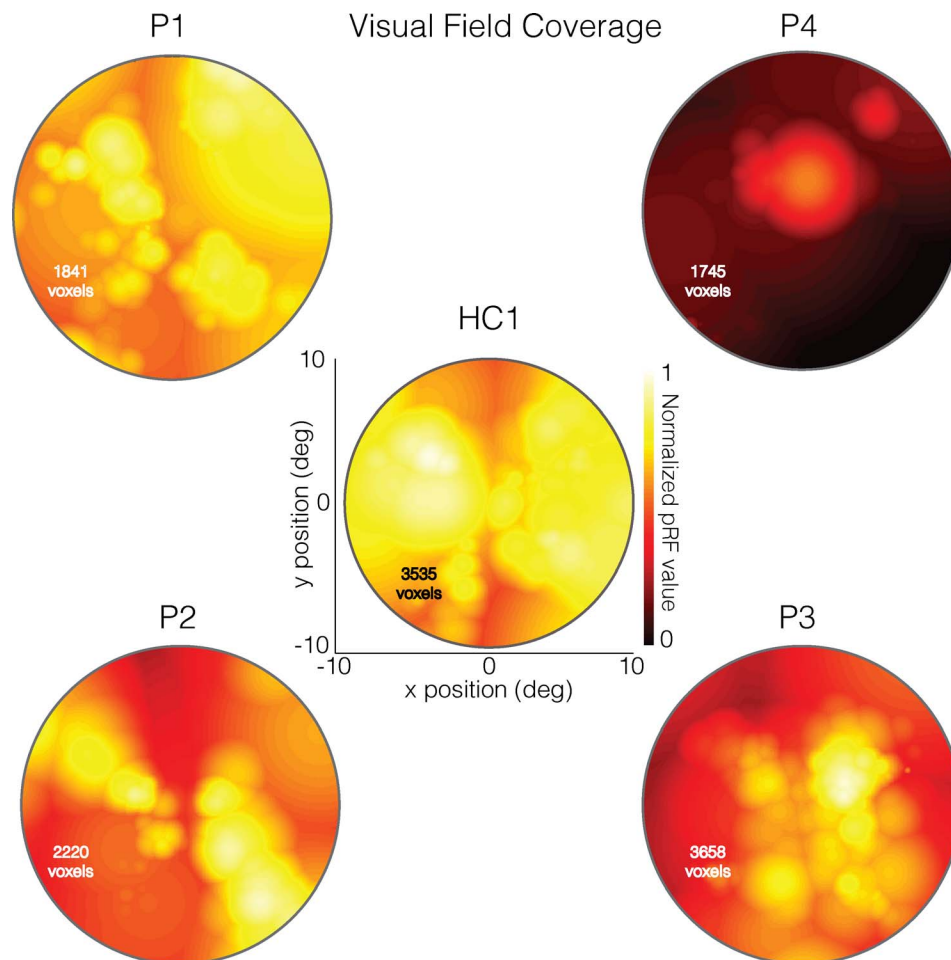 P1
Visual Field Coverage
P4
1841
voxels
1745
voxels
HC1
10
0
-10
y position (deg)
3535
voxels
-10
0
10
x position (deg)
1
Normalized pRF value
0
P2
P3
2220
voxels
3658
voxels